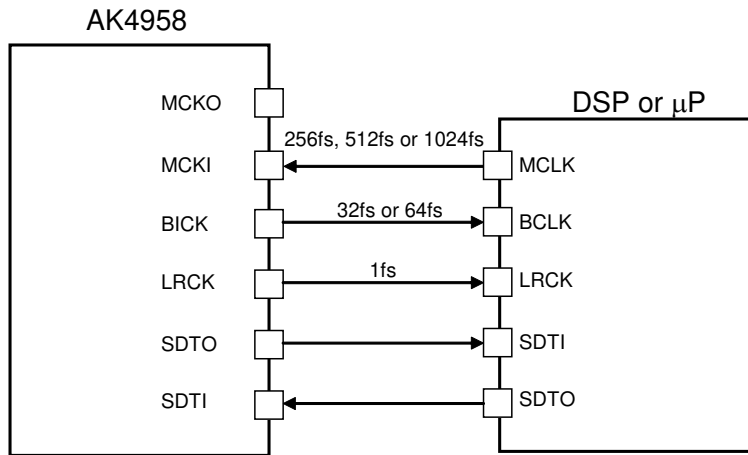 AK4958
DSP or µP
MCKO
256fs, 512fs or 1024fs
MCKI
MCLK
32fs or 64fs
BICK
BCLK
1fs
LRCK
LRCK
SDTO
SDTI
SDTI
SDTO